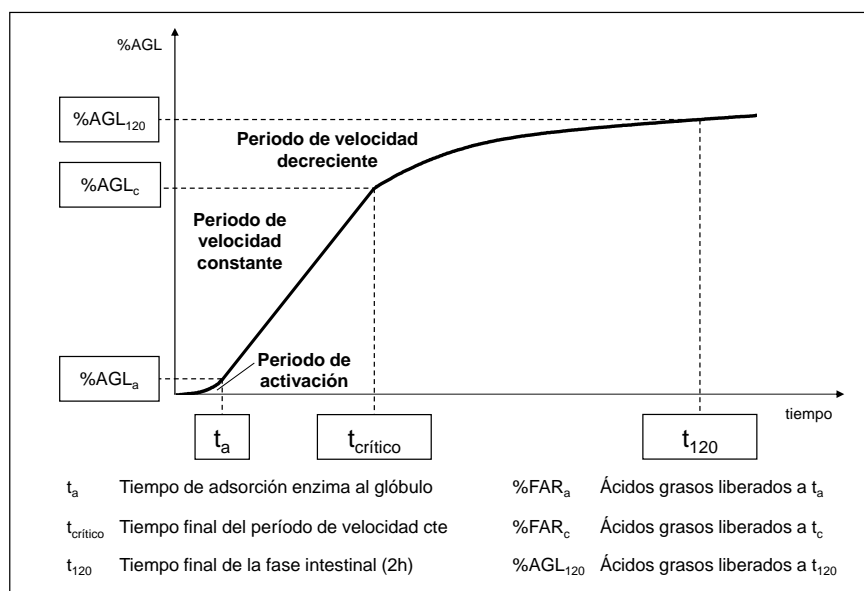 %AGL
%AGL120
Periodo de velocidad
decreciente
%AGLc
Periodo de
velocidad
constante
%AGLa
Periodo de
activación
tiempo
ta
tcrítico
t120
ta Tiempo de adsorción enzima al glóbulo %FARa Ácidos grasos liberados a ta
tcrítico Tiempo final del período de velocidad cte %FARc Ácidos grasos liberados a tc
t120 Tiempo final de la fase intestinal (2h) %AGL120 Ácidos grasos liberados a t120